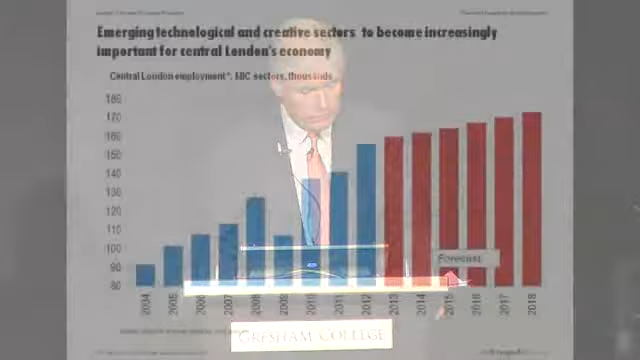 Emerging technological and creative sectors to become increasingly
important for central London's economy
Central London employment*, sectors, thousands
180
170
160
150
140
130
120
110
100
90
80
2004 2005 2006 2007 2008 2009 2010 2011 2012 2013 2014 2015 2016 2017 2018
Forecast
GRESHAM COLLEGE